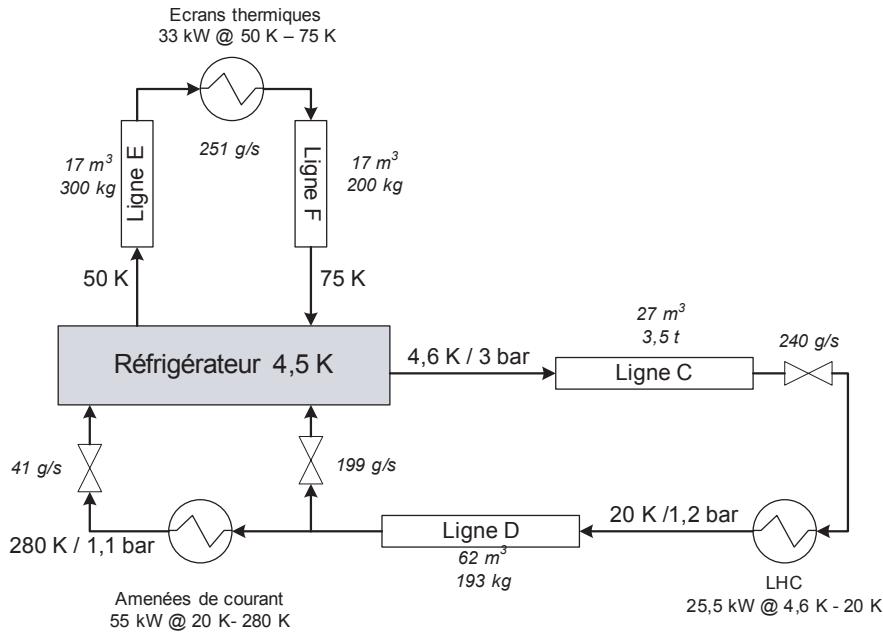 Ecrans thermiques
33 kW @ 50 K – 75 K
251 g/s
17 m³
300 kg
Ligne E
Ligne F
17 m³
200 kg
50 K
75 K
Réfrigérateur 4,5 K
4,6 K / 3 bar
27 m³
3,5 t
Ligne C
240 g/s
41 g/s
199 g/s
280 K / 1,1 bar
Ligne D
62 m³
193 kg
20 K /1,2 bar
Amenées de courant
55 kW @ 20 K- 280 K
LHC
25,5 kW @ 4,6 K - 20 K